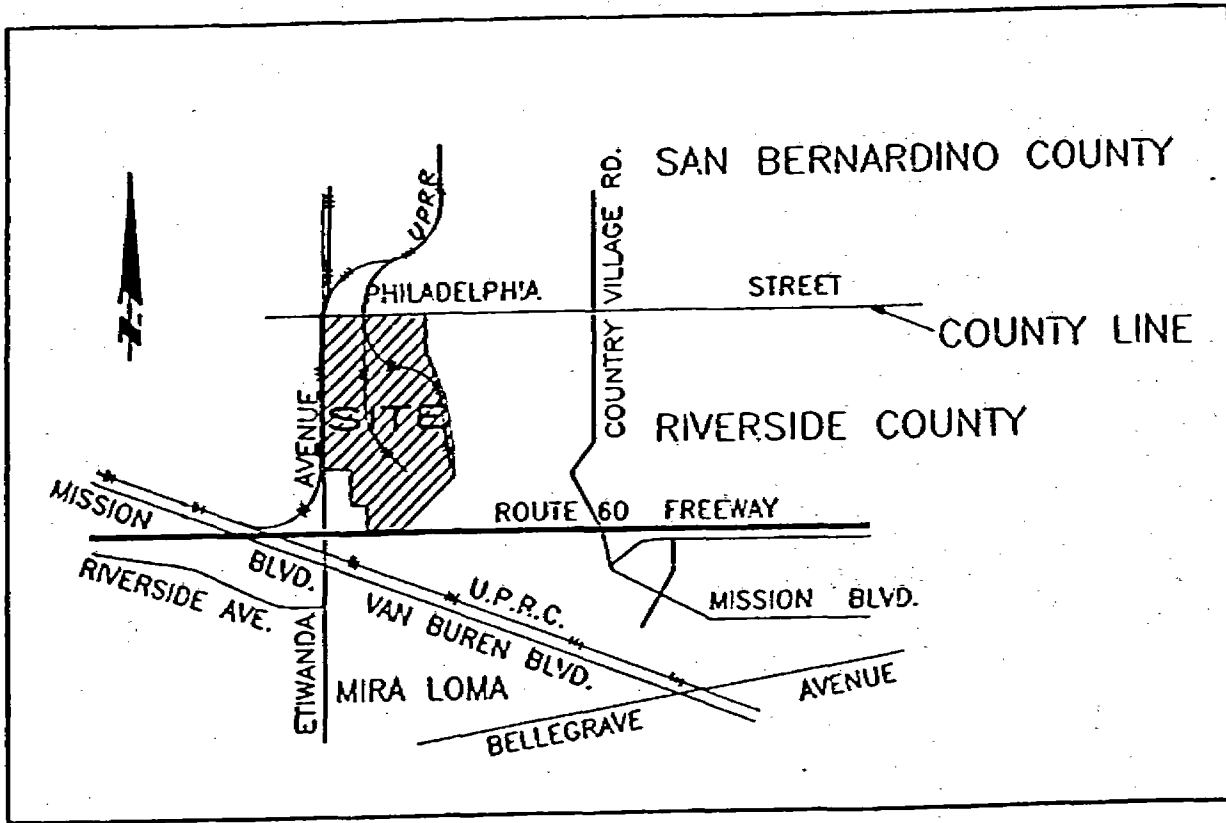 SAN BERNARDINO COUNTY
UPRR
COUNTRY VILLAGE RD.
PHILADELPHIA
STREET
COUNTY LINE
N
AVENUE
SITE
RIVERSIDE COUNTY
MISSION
ROUTE 60 FREEWAY
BLVD.
RIVERSIDE AVE.
U.P.R.C.
VAN BUREN BLVD.
MISSION BLVD.
ETIWANDA
MIRA LOMA
AVENUE
BELLEGRAVE